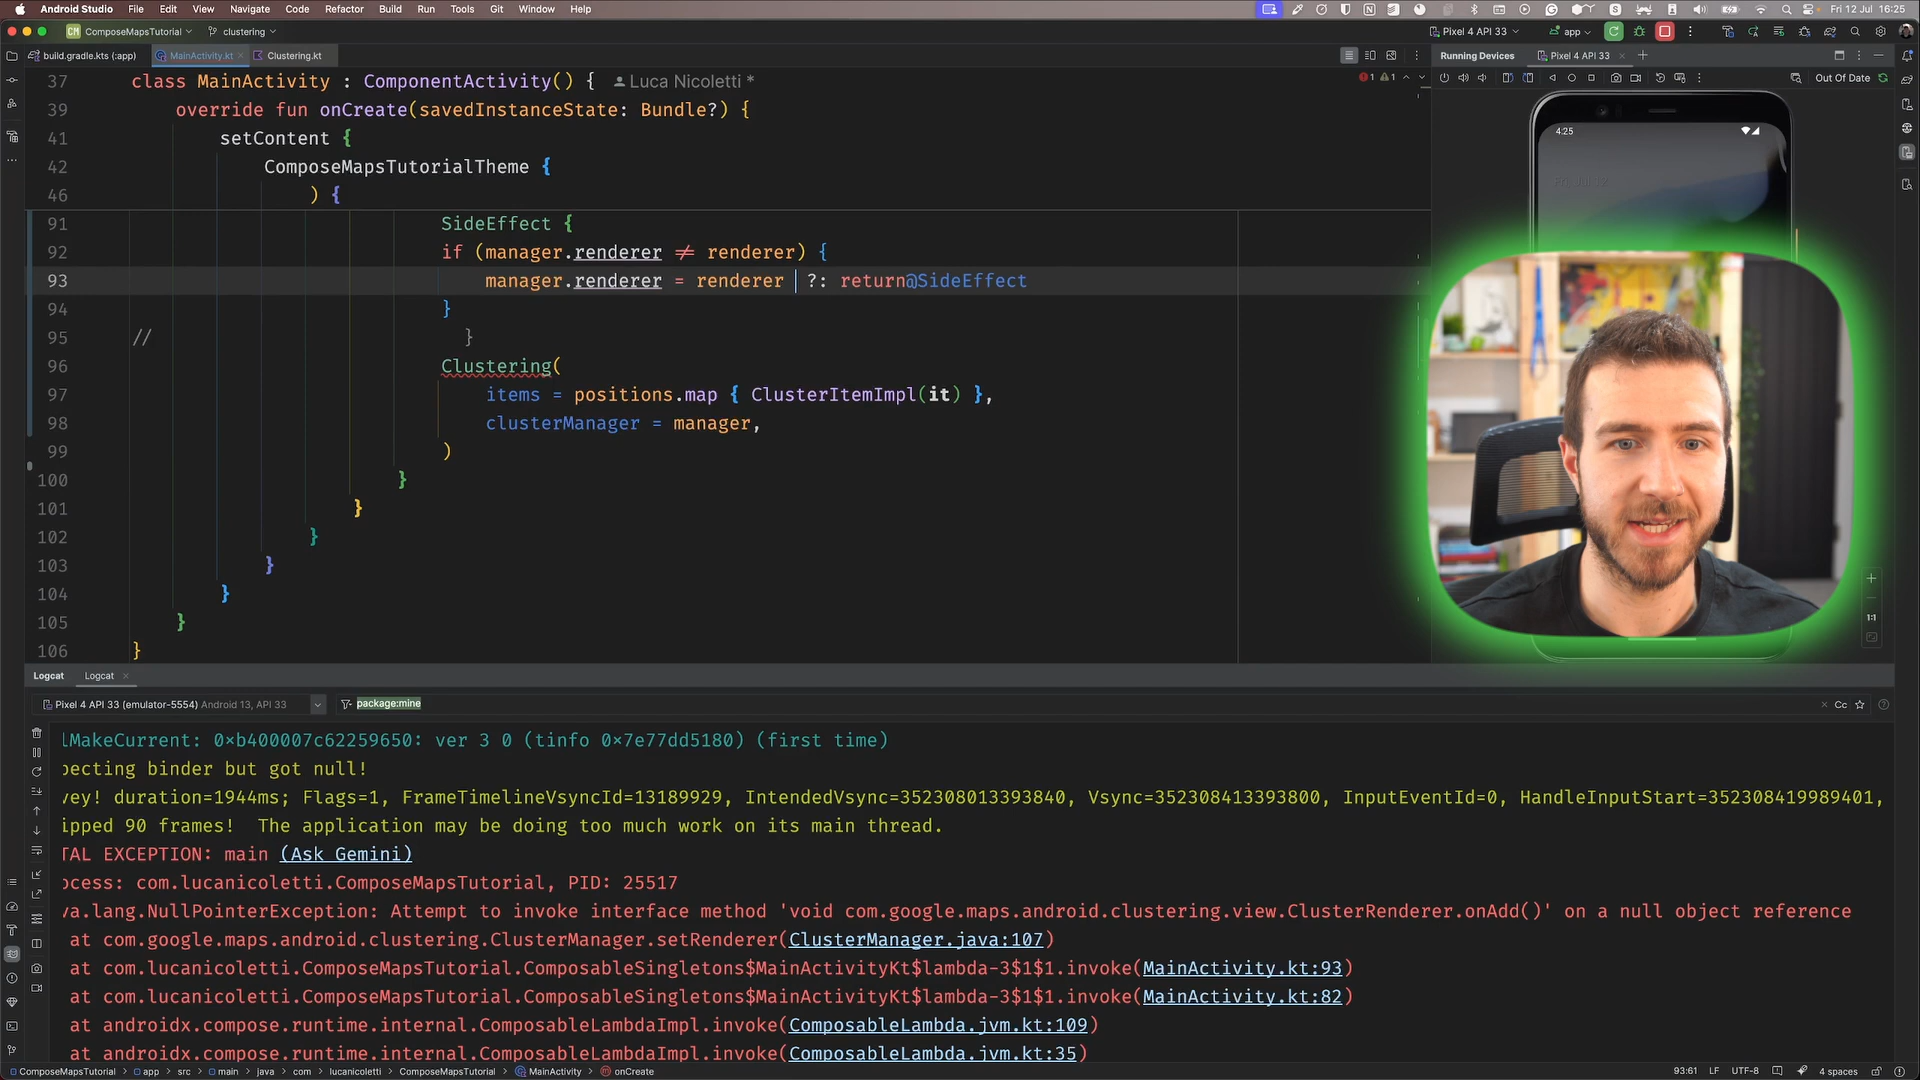 Android Studio File Edit View Navigate Code Refactor Build Run Tools Git Window Help Fri 12 Jul 16:25
CM ComposeMapsTutorial clustering Pixel 4 API 33 app
build.gradle.kts (:app) MainActivity.kt Clustering.kt Running Devices Pixel 4 API 33
Out Of Date
37 class MainActivity : ComponentActivity() { Luca Nicoletti * 1 1
39 override fun onCreate(savedInstanceState: Bundle?) {
41 setContent {
42 ComposeMapsTutorialTheme {
46 ) {
91 SideEffect {
92 if (manager.renderer ≠ renderer) {
93 manager.renderer = renderer ?: return@SideEffect
94 }
95 // }
96 Clustering(
97 items = positions.map { ClusterItemImpl(it) },
98 clusterManager = manager,
99 )
100 }
101 }
102 }
103 }
104 }
105 }
106 }
4:25
Fri, Jul 12
1:1
Logcat Logcat
Pixel 4 API 33 (emulator-5554) Android 13, API 33 package:mine Cc
lMakeCurrent: 0×b400007c62259650: ver 3 0 (tinfo 0×7e77dd5180) (first time)
pecting binder but got null!
vey! duration=1944ms; Flags=1, FrameTimelineVsyncId=13189929, IntendedVsync=352308013393840, Vsync=352308413393800, InputEventId=0, HandleInputStart=352308419989401,
ipped 90 frames! The application may be doing too much work on its main thread.
TAL EXCEPTION: main (Ask Gemini)
ocess: com.lucanicoletti.ComposeMapsTutorial, PID: 25517
va.lang.NullPointerException: Attempt to invoke interface method 'void com.google.maps.android.clustering.view.ClusterRenderer.onAdd()' on a null object reference
at com.google.maps.android.clustering.ClusterManager.setRenderer(ClusterManager.java:107)
at com.lucanicoletti.ComposeMapsTutorial.ComposableSingletons$MainActivityKt$lambda-3$1$1.invoke(MainActivity.kt:93)
at com.lucanicoletti.ComposeMapsTutorial.ComposableSingletons$MainActivityKt$lambda-3$1$1.invoke(MainActivity.kt:82)
at androidx.compose.runtime.internal.ComposableLambdaImpl.invoke(ComposableLambda.jvm.kt:109)
at androidx.compose.runtime.internal.ComposableLambdaImpl.invoke(ComposableLambda.jvm.kt:35)
ComposeMapsTutorial app src main java com lucanicoletti ComposeMapsTutorial MainActivity onCreate 93:61 LF UTF-8 4 spaces